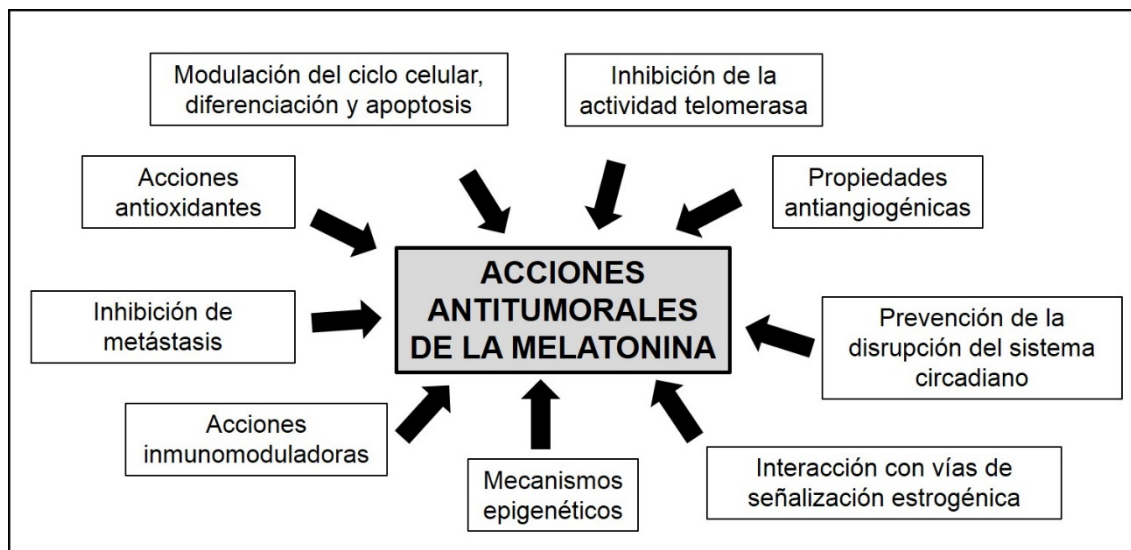 Modulación del ciclo celular,
diferenciación y apoptosis
Inhibición de la
actividad telomerasa
Acciones
antioxidantes
Propiedades
antiangiogénicas
ACCIONES
ANTITUMORALES
DE LA MELATONINA
Inhibición de
metástasis
Prevención de la
disrupción del sistema
circadiano
Acciones
inmunomoduladoras
Mecanismos
epigenéticos
Interacción con vías de
señalización estrogénica